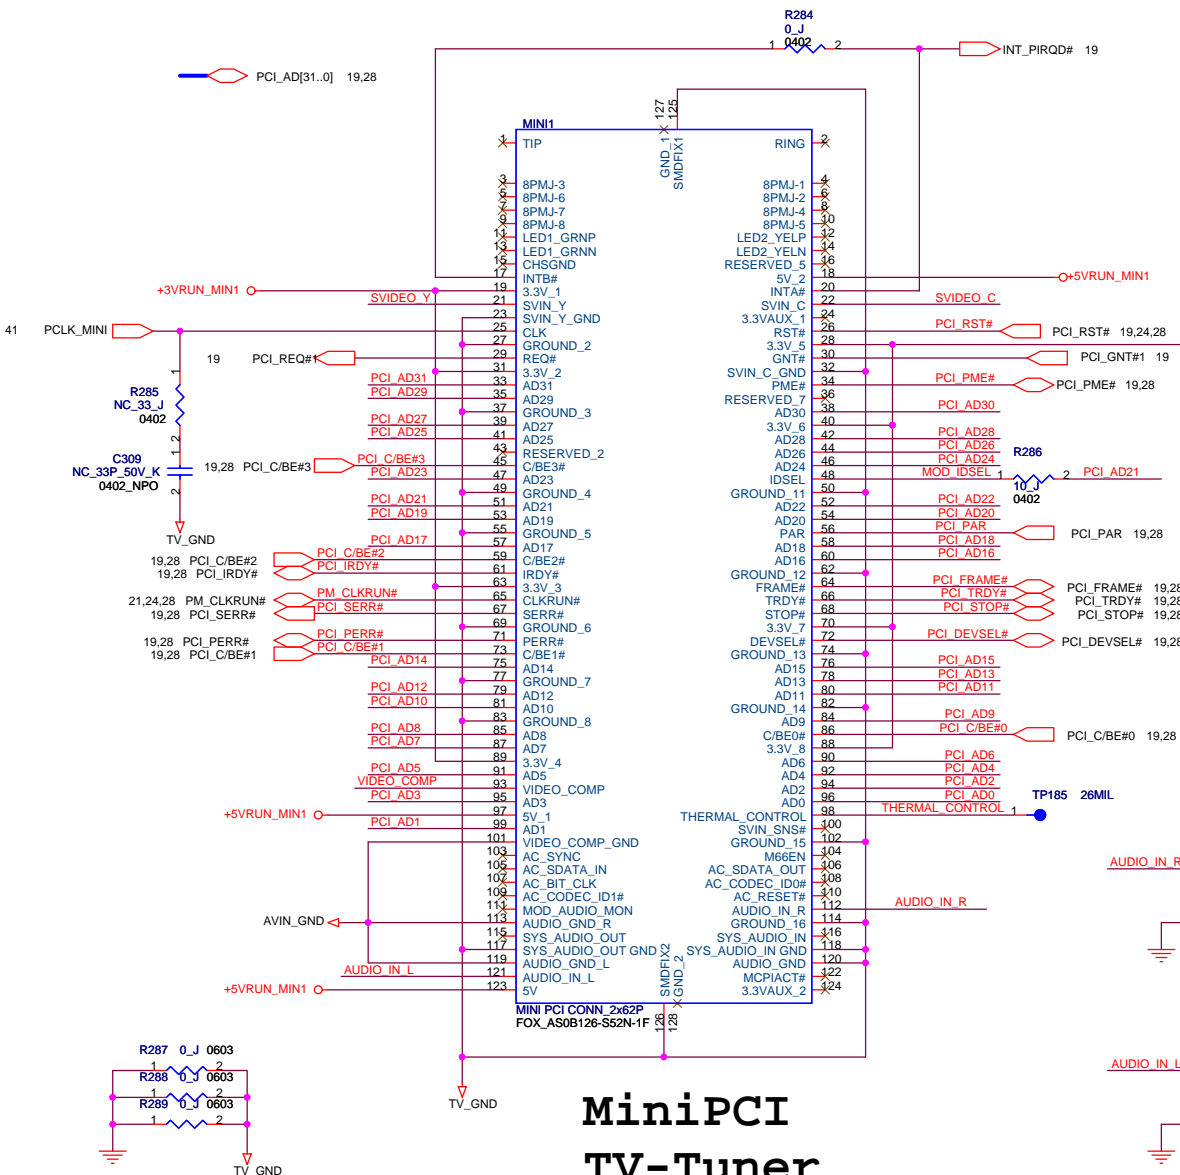 R284
0_J
0402
1 2
INT_PIRQD# 19
PCI_AD[31..0] 19,28
127
125
MINI1
GND_1
SMDFIX1
1 TIP RING 2
3 8PMJ-3 8PMJ-1 4
5 8PMJ-6 8PMJ-2 6
7 8PMJ-7 8PMJ-4 8
9 8PMJ-8 8PMJ-5 10
11 LED1_GRNP LED2_YELP 12
13 LED1_GRNN LED2_YELN 14
15 CHSGND RESERVED_5 16
17 INTB# 5V_2 18 +5VRUN_MIN1
+3VRUN_MIN1 19 3.3V_1 INTA# 20
SVIDEO_Y 21 SVIN_Y SVIN_C 22 SVIDEO_C
23 SVIN_Y_GND 3.3VAUX_1 24
41 PCLK_MINI 25 CLK RST# 26 PCI_RST# PCI_RST# 19,24,28
27 GROUND_2 3.3V_5 28
19 PCI_REQ#1 29 REQ# GNT# 30 PCI_GNT#1 19
31 3.3V_2 SVIN_C_GND 32
PCI_AD31 33 AD31 PME# 34 PCI_PME# PCI_PME# 19,28
PCI_AD29 35 AD29 RESERVED_7 36
37 GROUND_3 AD30 38 PCI_AD30
PCI_AD27 39 AD27 3.3V_6 40
PCI_AD25 41 AD25 AD28 42 PCI_AD28
43 RESERVED_2 AD26 44 PCI_AD26
19,28 PCI_C/BE#3 PCI_C/BE#3 45 C/BE3# AD24 46 PCI_AD24
PCI_AD23 47 AD23 IDSEL 48 MOD_IDSEL 1 2 PCI_AD21
R286
10_J
0402
1
R285
NC_33_J
0402
2
1
C309
NC_33P_50V_K
0402_NPO
2
TV_GND
49 GROUND_4 GROUND_11 50
PCI_AD21 51 AD21 AD22 52 PCI_AD22
PCI_AD19 53 AD19 AD20 54 PCI_AD20
55 GROUND_5 PAR 56 PCI_PAR PCI_PAR 19,28
PCI_AD17 57 AD17 AD18 58 PCI_AD18
19,28 PCI_C/BE#2 PCI_C/BE#2 59 C/BE2# AD16 60 PCI_AD16
19,28 PCI_IRDY# PCI_IRDY# 61 IRDY# GROUND_12 62
63 3.3V_3 FRAME# 64 PCI_FRAME# PCI_FRAME# 19,28
21,24,28 PM_CLKRUN# PM_CLKRUN# 65 CLKRUN# TRDY# 66 PCI_TRDY# PCI_TRDY# 19,28
19,28 PCI_SERR# PCI_SERR# 67 SERR# STOP# 68 PCI_STOP# PCI_STOP# 19,28
69 GROUND_6 3.3V_7 70
19,28 PCI_PERR# PCI_PERR# 71 PERR# DEVSEL# 72 PCI_DEVSEL# PCI_DEVSEL# 19,28
19,28 PCI_C/BE#1 PCI_C/BE#1 73 C/BE1# GROUND_13 74
PCI_AD14 75 AD14 AD15 76 PCI_AD15
77 GROUND_7 AD13 78 PCI_AD13
PCI_AD12 79 AD12 AD11 80 PCI_AD11
PCI_AD10 81 AD10 GROUND_14 82
83 GROUND_8 AD9 84 PCI_AD9
PCI_AD8 85 AD8 C/BE0# 86 PCI_C/BE#0 PCI_C/BE#0 19,28
PCI_AD7 87 AD7 3.3V_8 88
89 3.3V_4 AD6 90 PCI_AD6
PCI_AD5 91 AD5 AD4 92 PCI_AD4
VIDEO_COMP 93 VIDEO_COMP AD2 94 PCI_AD2
PCI_AD3 95 AD3 AD0 96 PCI_AD0
+5VRUN_MIN1 97 5V_1 THERMAL_CONTROL 98 THERMAL_CONTROL 1
TP185 26MIL
PCI_AD1 99 AD1 SVIN_SNS# 100
101 VIDEO_COMP_GND GROUND_15 102
103 AC_SYNC M66EN 104
105 AC_SDATA_IN AC_SDATA_OUT 106
107 AC_BIT_CLK AC_CODEC_ID0# 108
109 AC_CODEC_ID1# AC_RESET# 110
111 MOD_AUDIO_MON AUDIO_IN_R 112 AUDIO_IN_R
AVIN_GND 113 AUDIO_GND_R GROUND_16 114
115 SYS_AUDIO_OUT SYS_AUDIO_IN 116
117 SYS_AUDIO_OUT GND SYS_AUDIO_IN GND 118
119 AUDIO_GND_L AUDIO_GND 120
AUDIO_IN_L 121 AUDIO_IN_L MCPIACT# 122
+5VRUN_MIN1 123 5V 3.3VAUX_2 124
SMDFIX2
GND_2
126
128
MINI PCI CONN_2x62P
FOX_AS0B126-S52N-1F
AUDIO_IN_R
AUDIO_IN_L
R287 0_J 0603
1 2
R288 0_J 0603
1 2
R289 0_J 0603
1 2
TV_GND
TV_GND
MiniPCI
TV-Tuner